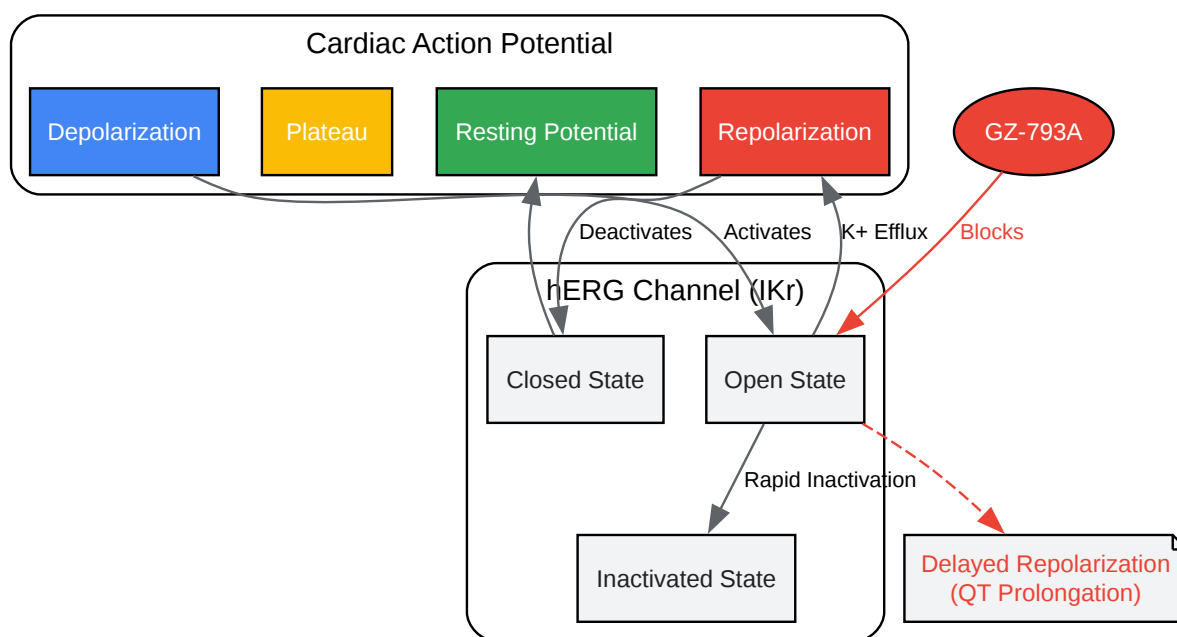 Cardiac Action Potential
Depolarization
Plateau
Resting Potential
Repolarization
GZ-793A
Deactivates
Activates
K+ Efflux
Blocks
hERG Channel (IKr)
Closed State
Open State
Rapid Inactivation
Inactivated State
Delayed Repolarization
(QT Prolongation)